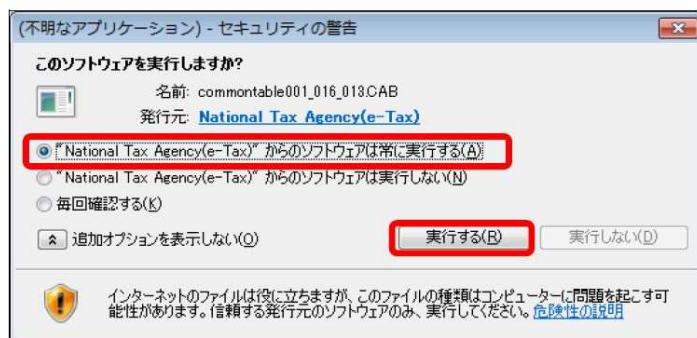 (不明なアプリケーション) - セキュリティの警告
このソフトウェアを実行しますか?
名前: commontable001_016_013.CAB
発行元: National Tax Agency(e-Tax)
"National Tax Agency(e-Tax)" からのソフトウェアは常に実行する(A)
"National Tax Agency(e-Tax)" からのソフトウェアは実行しない(N)
毎回確認する(K)
追加オプションを表示しない(O) 実行する(R) 実行しない(D)
インターネットのファイルは役に立ちますが、このファイルの種類はコンピューターに問題を起こす可
能性があります。信頼する発行元のソフトウェアのみ、実行してください。危険性の説明